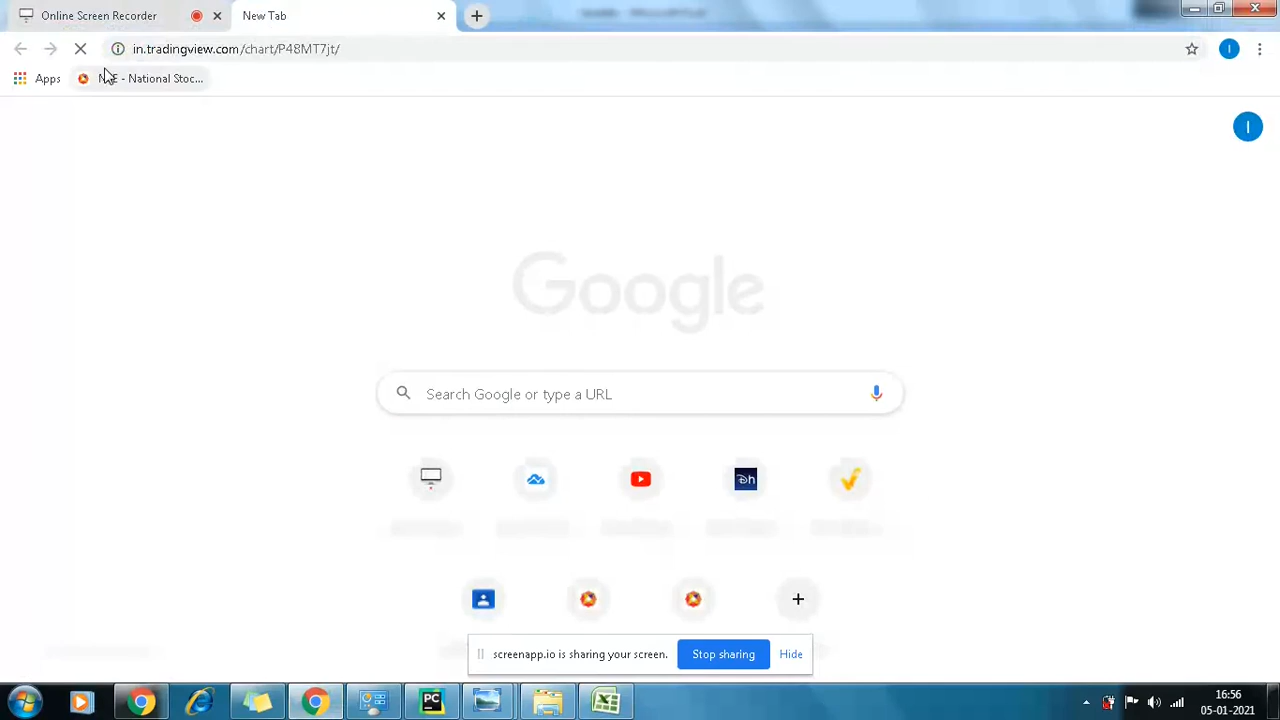 Online Screen Recorder
New Tab
in.tradingview.com/chart/P48MT7jt/
I
Apps
- National Stoc...
I
Google
Search Google or type a URL
screenapp.io is sharing your screen.
Stop sharing
Hide
PC
16:56
05-01-2021